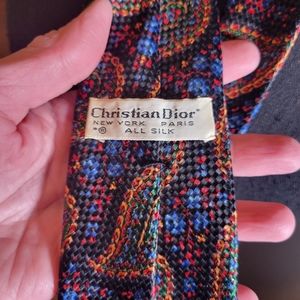 Christian Dior
NEW YORK PARIS
®
ALL SILK